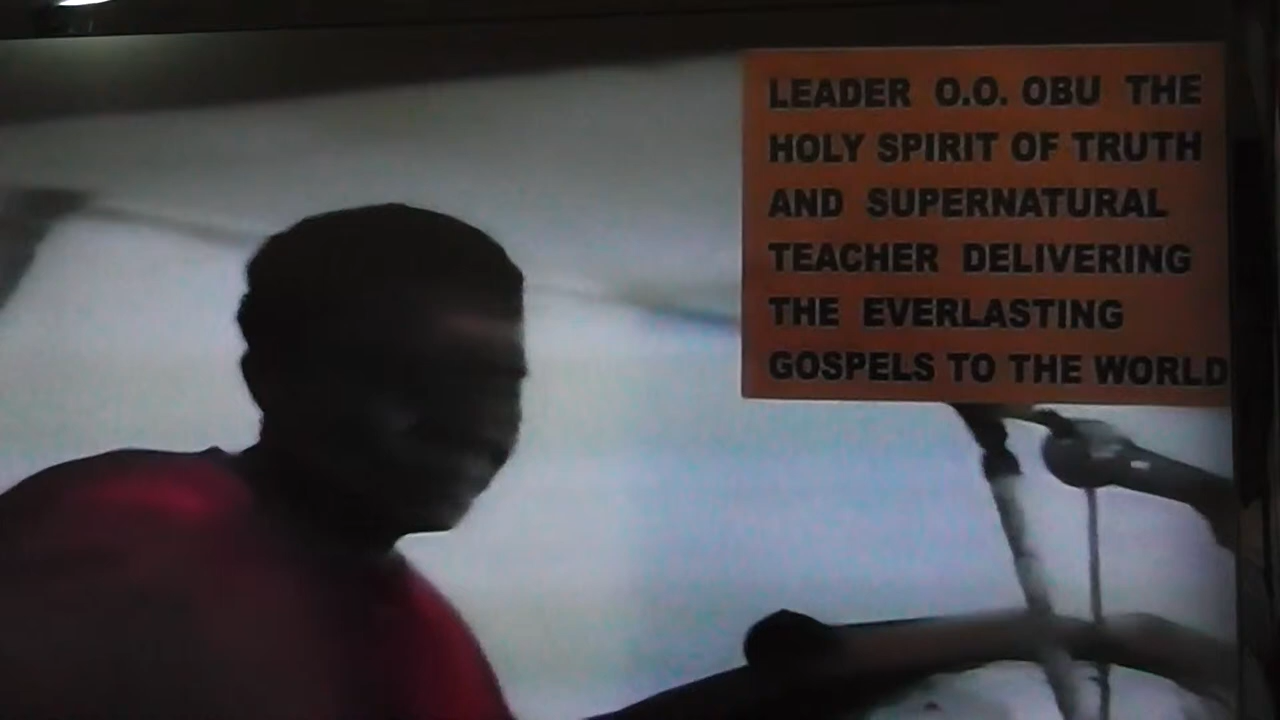 LEADER O.O. OBU THE
HOLY SPIRIT OF TRUTH
AND SUPERNATURAL
TEACHER DELIVERING
THE EVERLASTING
GOSPELS TO THE WORLD